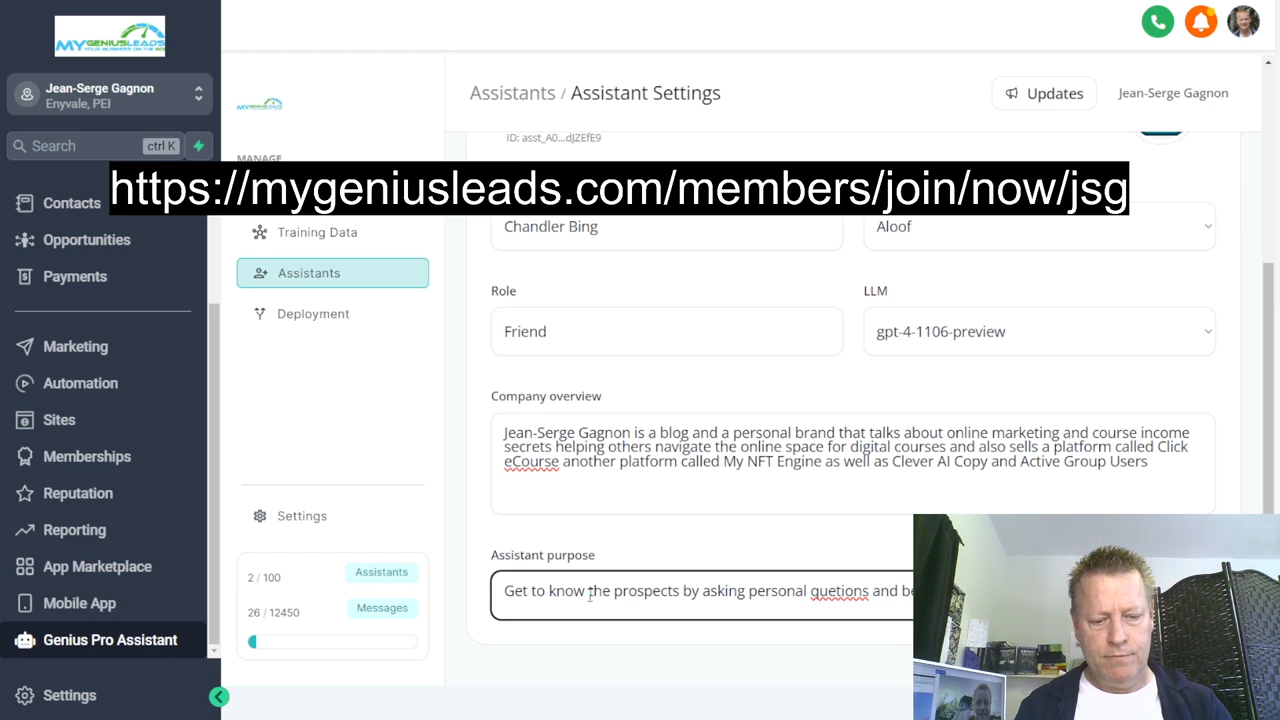 MYGENIUSLEADS
Jean-Serge Gagnon
Enyvale, PEI
Search ctrl K
Contacts
Opportunities
Payments
Marketing
Automation
Sites
Memberships
Reputation
Reporting
App Marketplace
Mobile App
Genius Pro Assistant
Settings
MANAGE
Training Data
Assistants
Deployment
Settings
2 / 100 Assistants
26 / 12450 Messages
Assistants / Assistant Settings
Updates
Jean-Serge Gagnon
ID: asst_A0...dJZEfE9
https://mygeniusleads.com/members/join/now/jsg
Chandler Bing
Aloof
Role
Friend
LLM
gpt-4-1106-preview
Company overview
Jean-Serge Gagnon is a blog and a personal brand that talks about online marketing and course income
secrets helping others navigate the online space for digital courses and also sells a platform called Click
eCourse another platform called My NFT Engine as well as Clever AI Copy and Active Group Users
Assistant purpose
Get to know the prospects by asking personal quetions and be